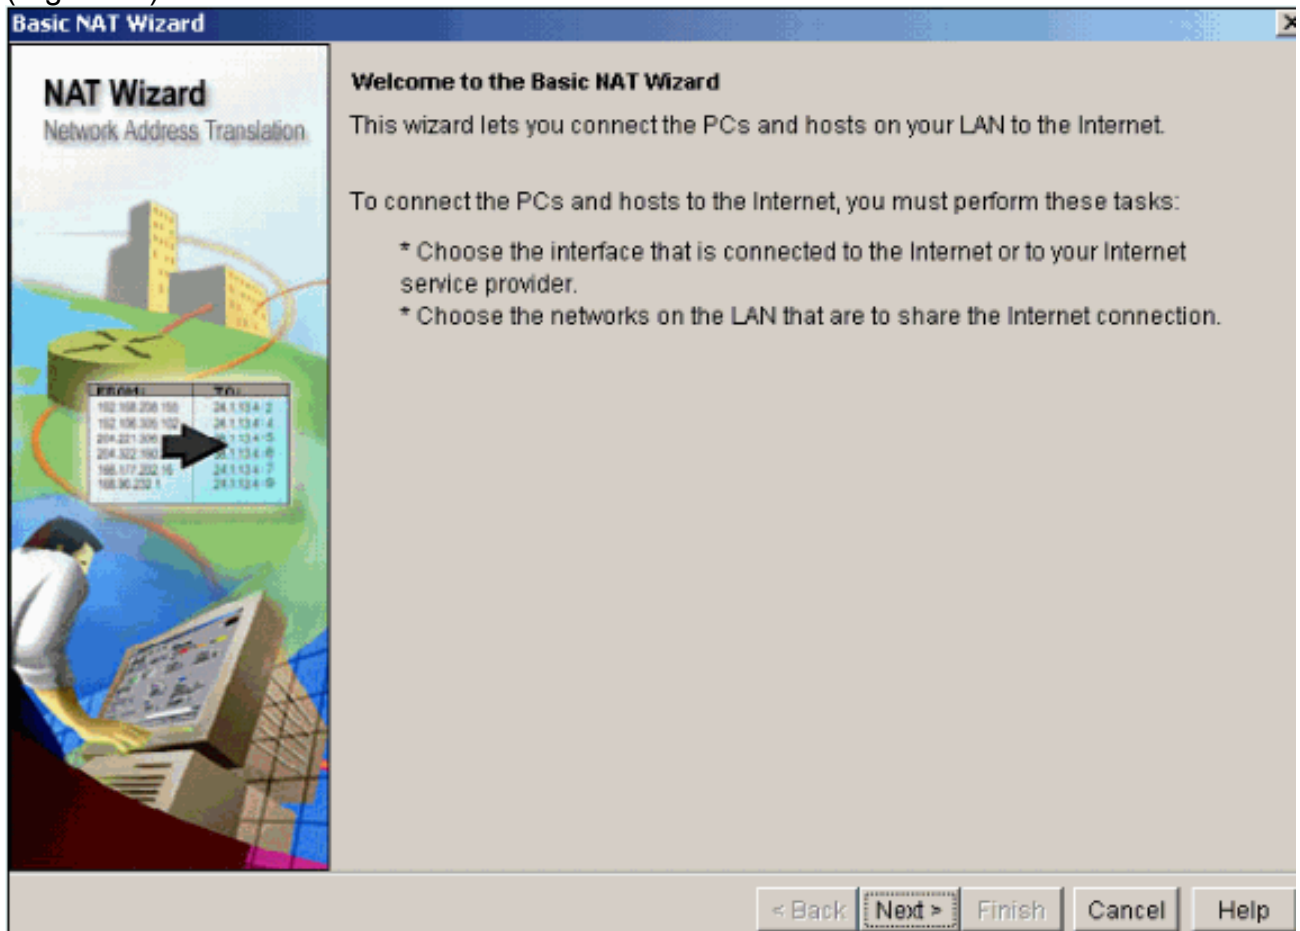 Basic NAT Wizard
NAT Wizard
Network Address Translation
Welcome to the Basic NAT Wizard
This wizard lets you connect the PCs and hosts on your LAN to the Internet.
To connect the PCs and hosts to the Internet, you must perform these tasks:
* Choose the interface that is connected to the Internet or to your Internet
service provider.
* Choose the networks on the LAN that are to share the Internet connection.
FROM: TO:
< Back Next > Finish Cancel Help